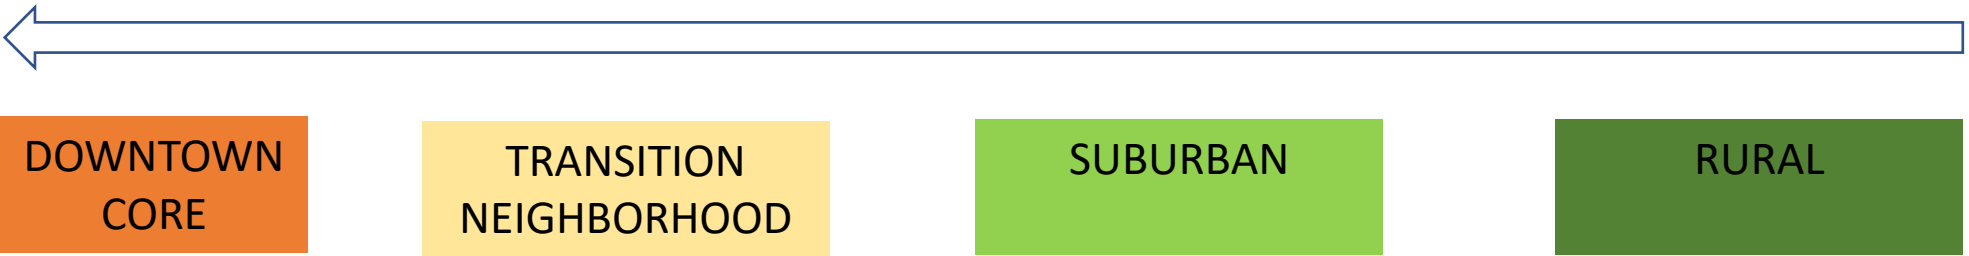 DOWNTOWN
CORE
TRANSITION
NEIGHBORHOOD
SUBURBAN
RURAL